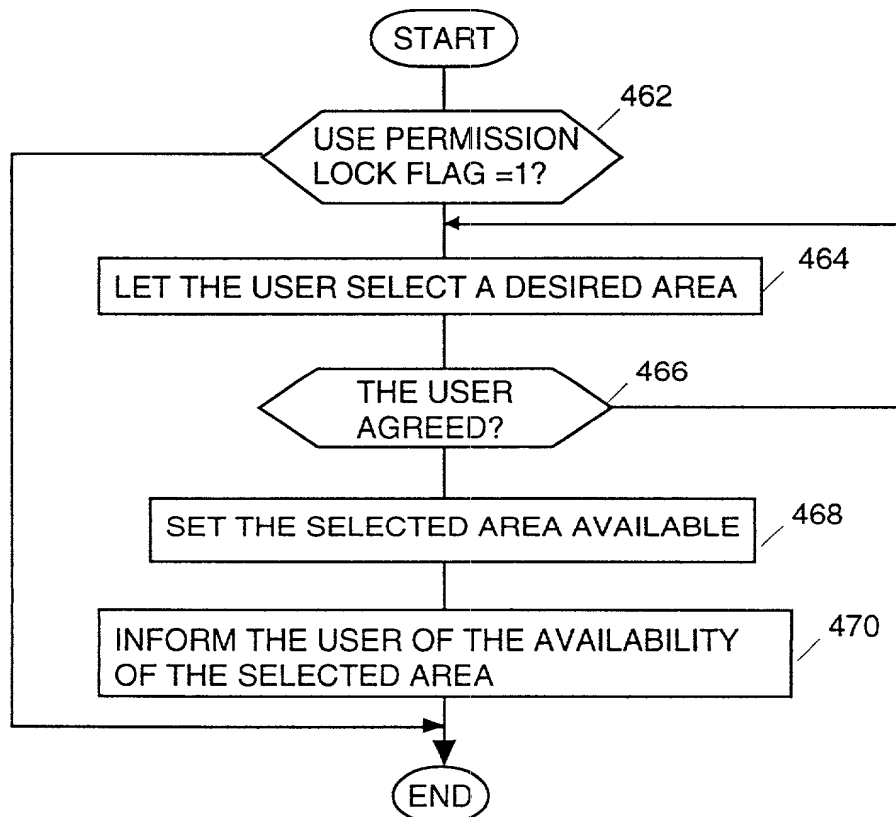 START
462
USE PERMISSION
LOCK FLAG =1?
464
LET THE USER SELECT A DESIRED AREA
466
THE USER
AGREED?
468
SET THE SELECTED AREA AVAILABLE
470
INFORM THE USER OF THE AVAILABILITY
OF THE SELECTED AREA
END